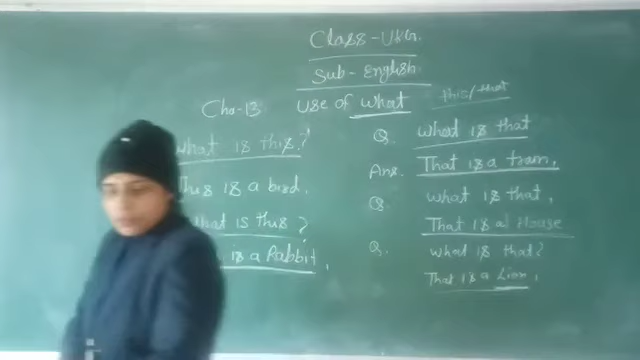 Class-UKG.
Sub-English.
Cha-13 use of what this/that
what is this?
This is a bird.
what is this?
is a Rabbit,
Q. what is that
Ans. That is a train,
Q. what is that,
That is a House
Q. what is that?
That is a Lion,